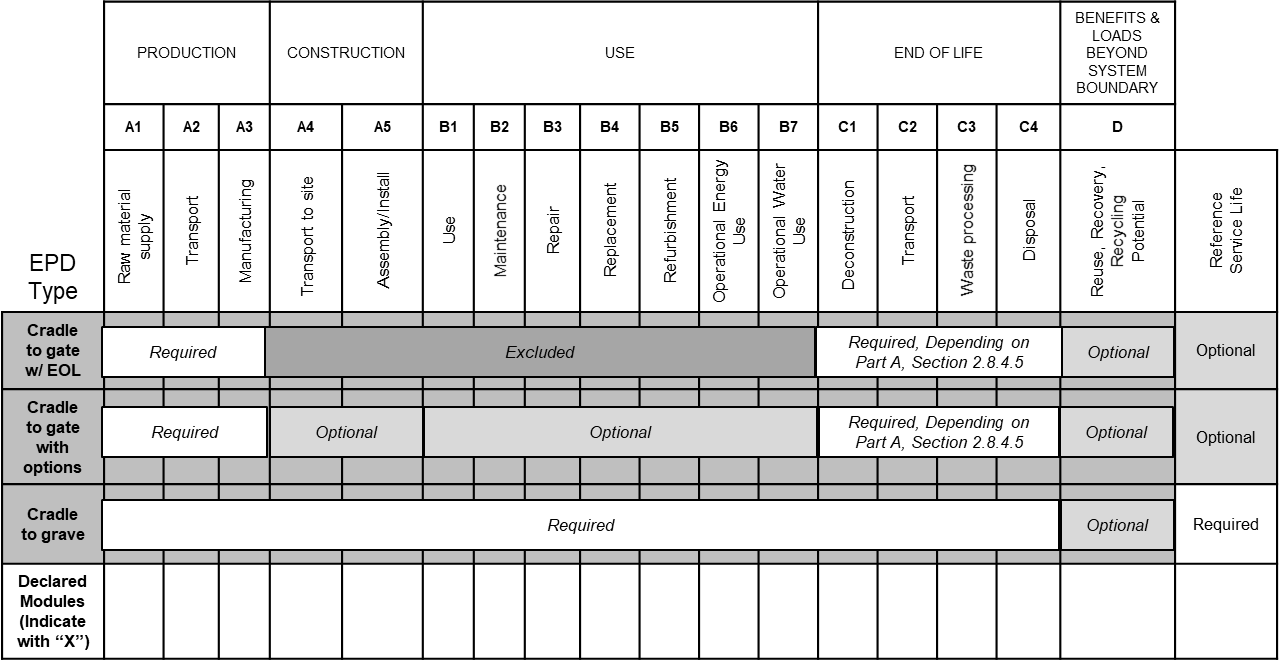 PRODUCTION
CONSTRUCTION
USE
END OF LIFE
BENEFITS &
LOADS
BEYOND
SYSTEM
BOUNDARY
A1
A2
A3
A4
A5
B1
B2
B3
B4
B5
B6
B7
C1
C2
C3
C4
D
EPD
Type
Raw material
supply
Transport
Manufacturing
Transport to site
Assembly/Install
Use
Maintenance
Repair
Replacement
Refurbishment
Operational Energy
Use
Operational Water
Use
Deconstruction
Transport
Waste processing
Disposal
Reuse, Recovery,
Recycling
Potential
Reference
Service Life
Cradle
to gate
w/ EOL
Required
Excluded
Required, Depending on
Part A, Section 2.8.4.5
Optional
Optional
Cradle
to gate
with
options
Required
Optional
Optional
Required, Depending on
Part A, Section 2.8.4.5
Optional
Optional
Cradle
to grave
Required
Optional
Required
Declared
Modules
(Indicate
with “X”)